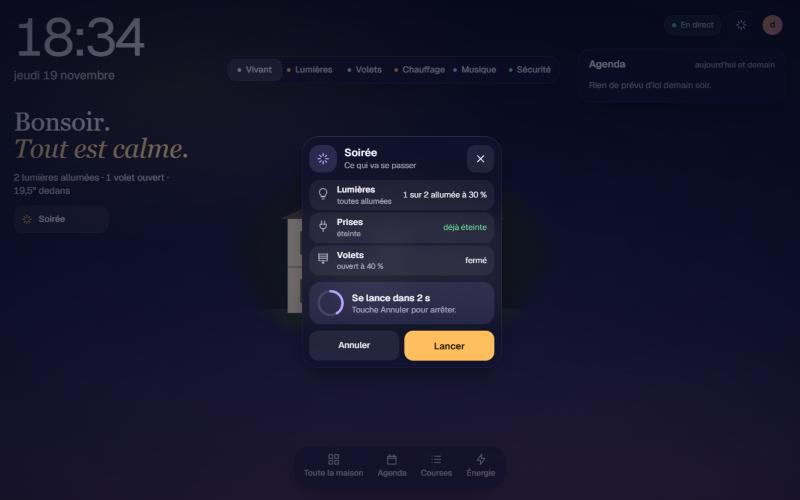 18:34
jeudi 19 novembre
En direct
d
Vivant
Lumières
Volets
Chauffage
Musique
Sécurité
Agenda
aujourd'hui et demain
Rien de prévu d'ici demain soir.
Bonsoir.
Tout est calme.
2 lumières allumées · 1 volet ouvert ·
19,5° dedans
Soirée
Soirée
Ce qui va se passer
Lumières
toutes allumées
1 sur 2 allumée à 30 %
Prises
éteinte
déjà éteinte
Volets
ouvert à 40 %
fermé
Se lance dans 2 s
Touche Annuler pour arrêter.
Annuler
Lancer
Toute la maison
Agenda
Courses
Énergie